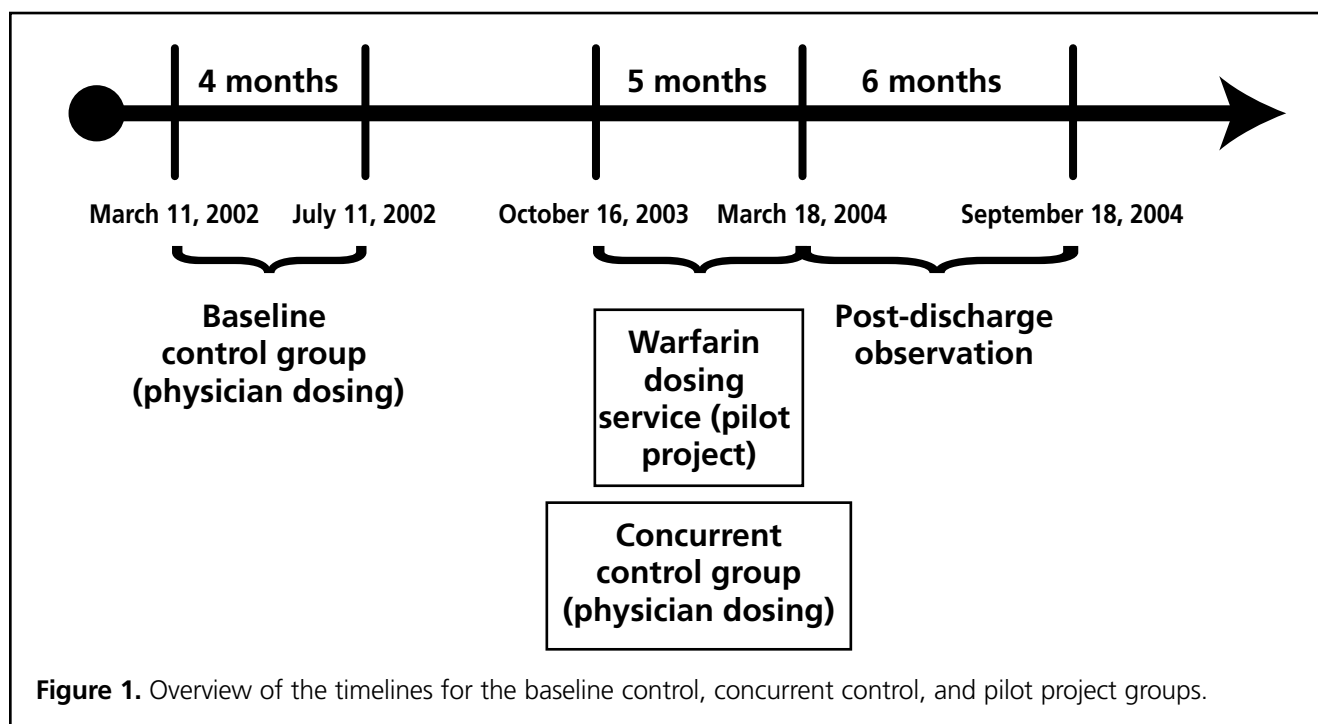 4 months 5 months 6 months
March 11, 2002 July 11, 2002 October 16, 2003 March 18, 2004 September 18, 2004
Baseline
control group
(physician dosing)
Warfarin
dosing
service (pilot
project)
Post-discharge
observation
Concurrent
control group
(physician dosing)
Figure 1. Overview of the timelines for the baseline control, concurrent control, and pilot project groups.